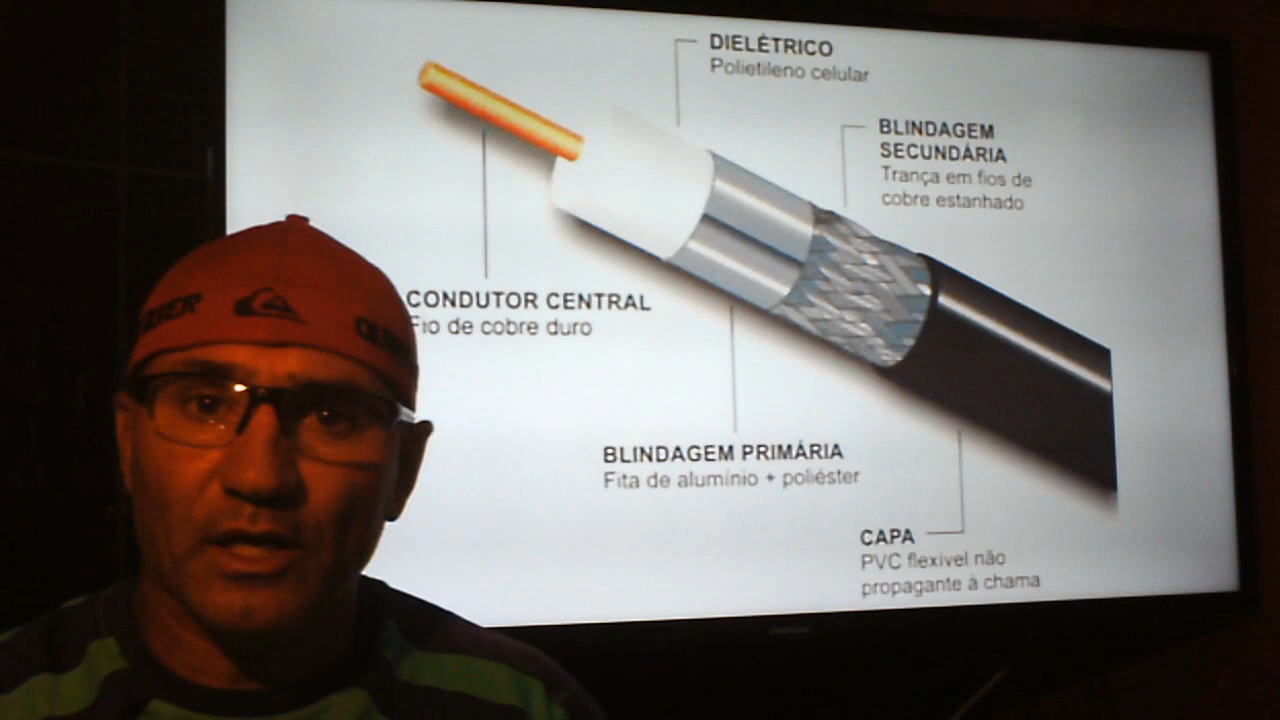 DIELÉTRICO
Polietileno celular
BLINDAGEM
SECUNDÁRIA
Trança em fios de
cobre estanhado
CONDUTOR CENTRAL
Fio de cobre duro
BLINDAGEM PRIMÁRIA
Fita de alumínio + poliéster
CAPA
PVC flexível não
propagante à chama